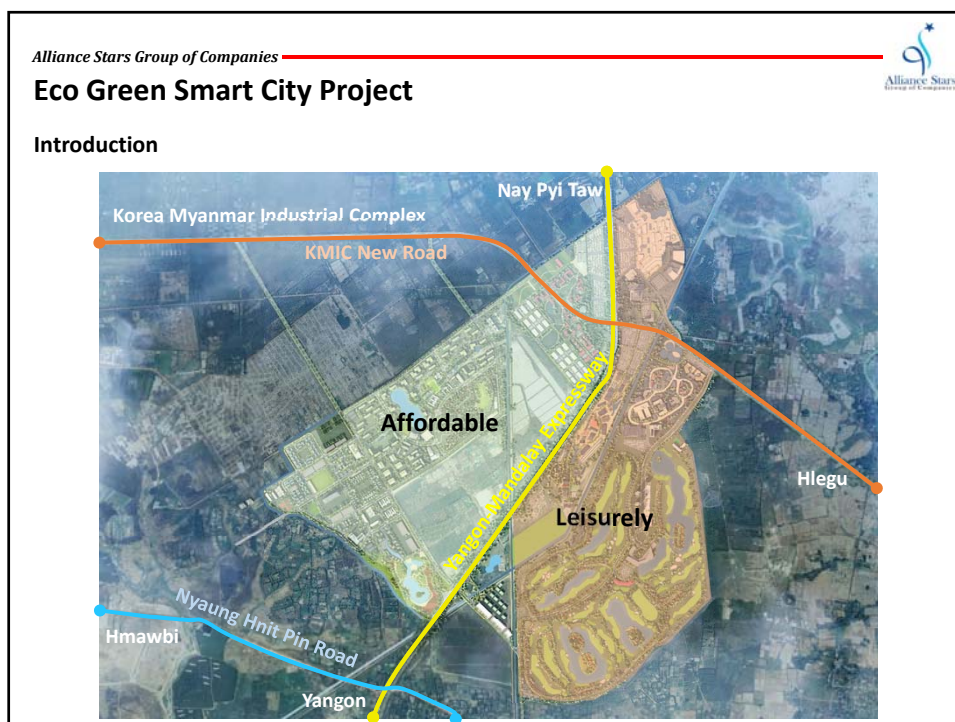 Alliance Stars Group of Companies
Alliance Stars
Group of Companies
Eco Green Smart City Project
Introduction
Nay Pyi Taw
Korea Myanmar Industrial Complex
KMIC New Road
Affordable
Yangon-Mandalay Expressway
Hlegu
Leisurely
Nyaung Hnit Pin Road
Hmawbi
Yangon